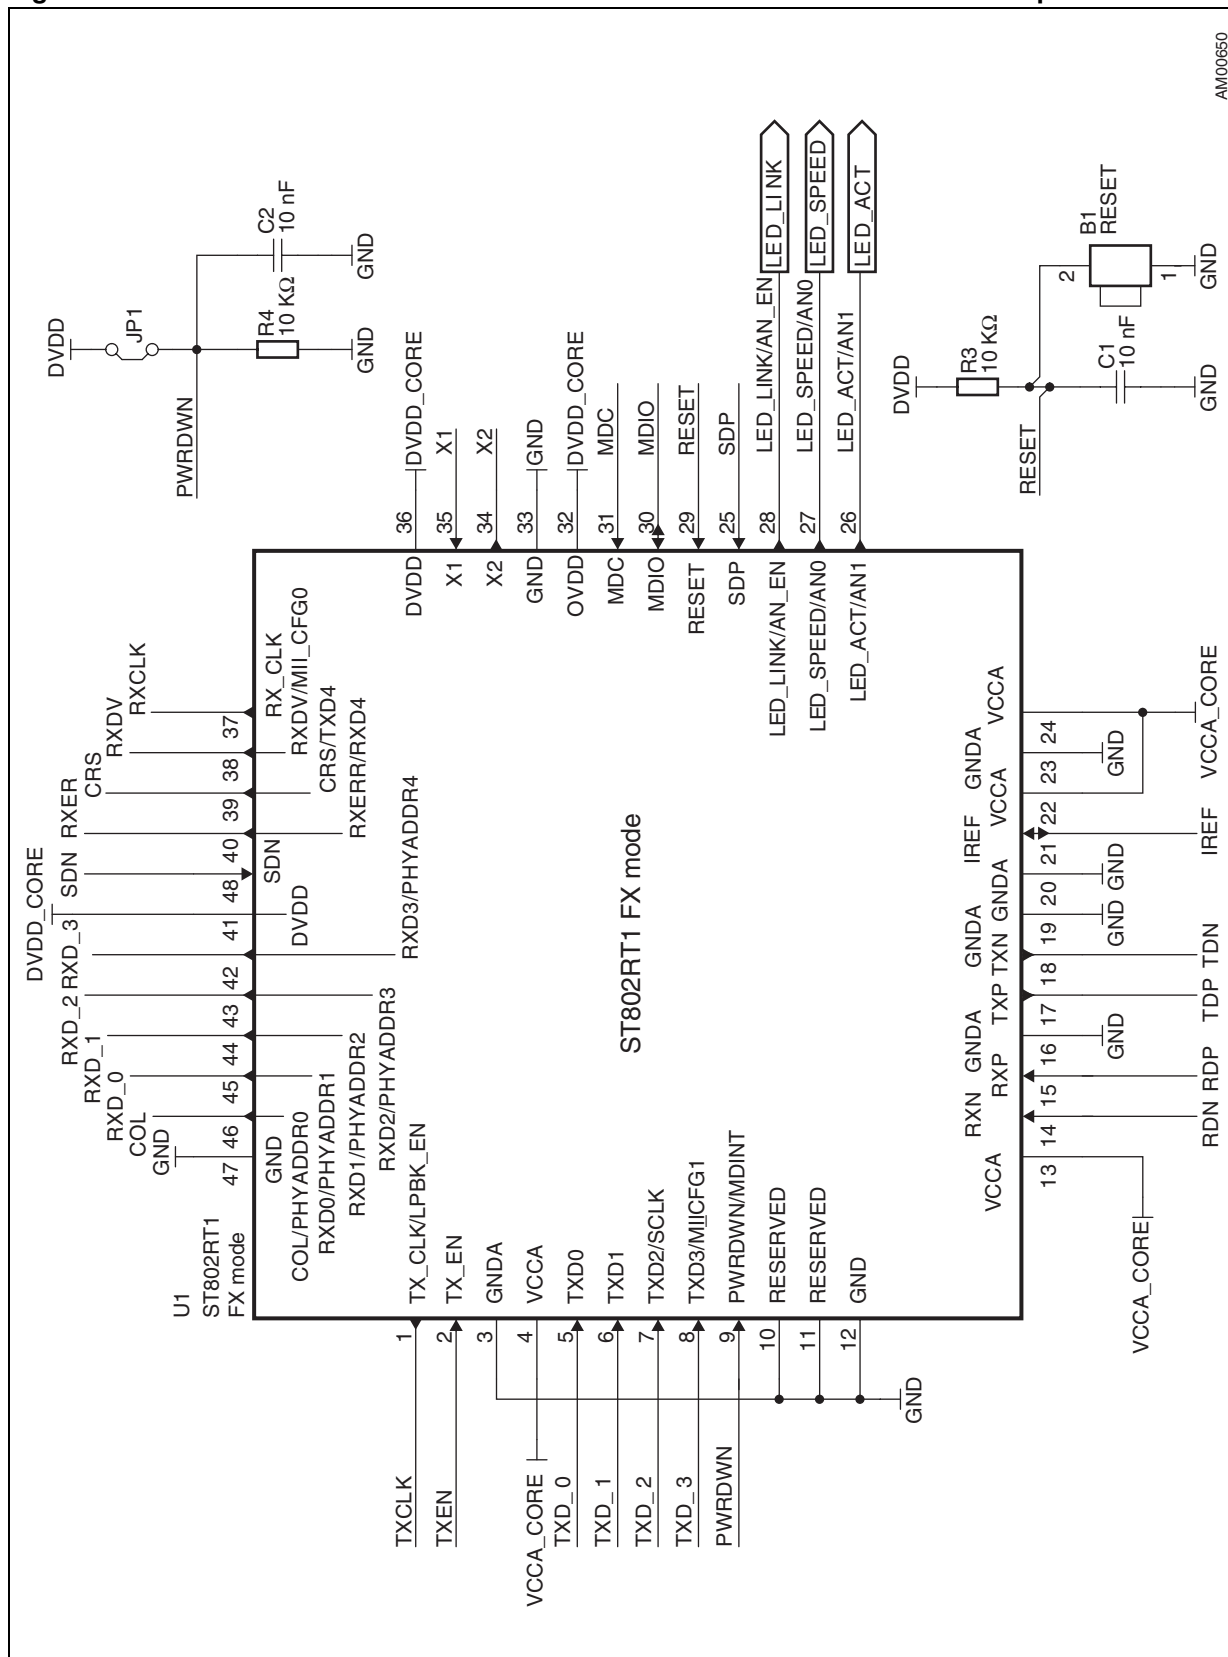 AM00650
DVDD
JP1
PWRDWN
R4
10 KΩ
C2
10 nF
GND
GND
DVDD
R3
10 KΩ
C1
10 nF
RESET
B1
RESET
2
1
GND
GND
U1
ST802RT1
FX mode
ST802RT1 FX mode
GND
COL
RXD_0
RXD_1
RXD_2
RXD_3
DVDD_CORE
SDN
RXER
CRS
RXDV
RXCLK
47
46
45
44
43
42
41
48
40
39
38
37
GND
COL/PHYADDR0
RXD0/PHYADDR1
RXD1/PHYADDR2
RXD2/PHYADDR3
RXD3/PHYADDR4
DVDD
SDN
RXERR/RXD4
CRS/TXD4
RXDV/MII_CFG0
RX_CLK
TXCLK
1
TX_CLK/LPBK_EN
TXEN
2
TX_EN
3
GNDA
VCCA_CORE
4
VCCA
TXD_0
5
TXD0
TXD_1
6
TXD1
TXD_2
7
TXD2/SCLK
TXD_3
8
TXD3/MIICFG1
PWRDWN
9
PWRDWN/MDINT
10
RESERVED
11
RESERVED
12
GND
GND
DVDD
36
DVDD_CORE
X1
35
X1
X2
34
X2
GND
33
GND
OVDD
32
DVDD_CORE
MDC
31
MDC
MDIO
30
MDIO
RESET
29
RESET
SDP
25
SDP
LED_LINK/AN_EN
28
LED_LINK/AN_EN
LED_LINK
LED_SPEED/AN0
27
LED_SPEED/AN0
LED_SPEED
LED_ACT/AN1
26
LED_ACT/AN1
LED_ACT
VCCA
RXN
RXP
GNDA
TXP
TXN
GNDA
GNDA
IREF
VCCA
GNDA
VCCA
13
14
15
16
17
18
19
20
21
22
23
24
VCCA_CORE
RDN
RDP
GND
TDP
TDN
GND
GND
IREF
GND
VCCA_CORE